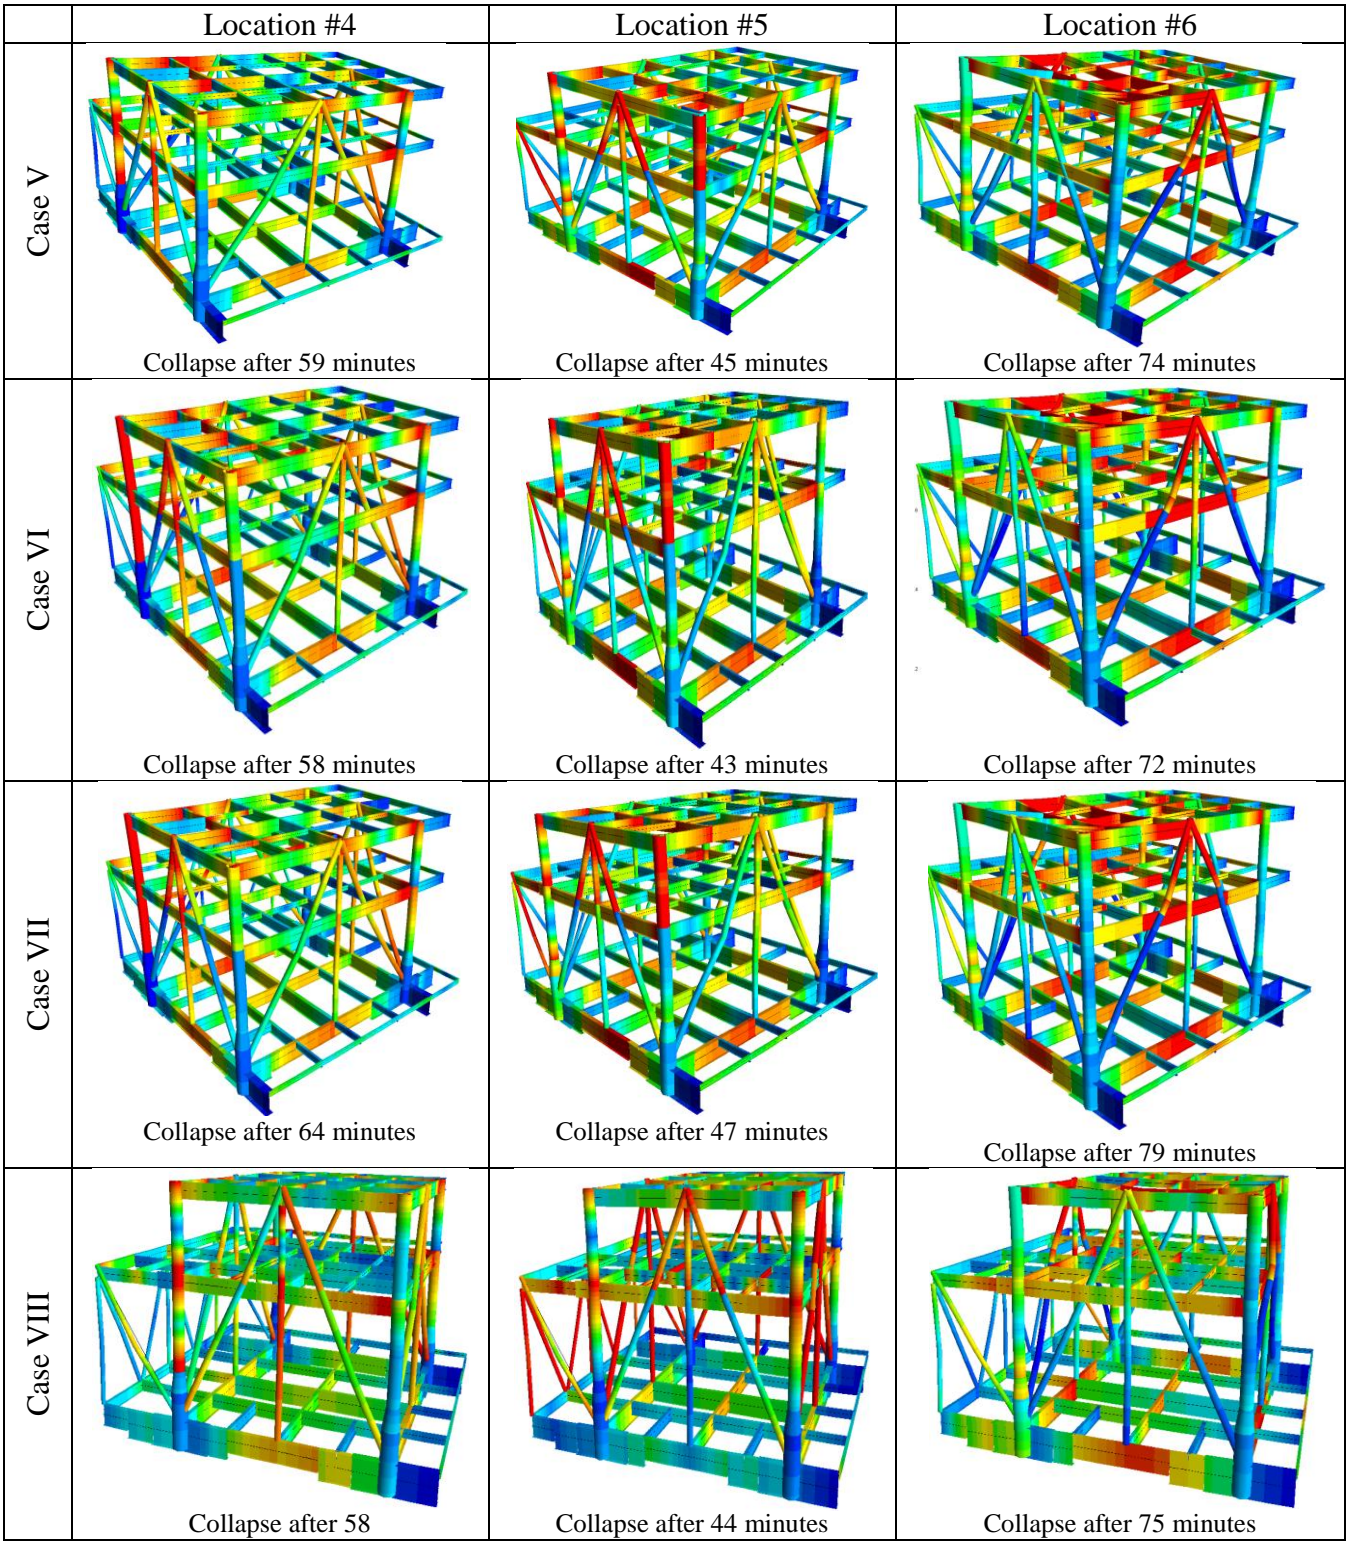 Location #4
Location #5
Location #6
Case V
Collapse after 59 minutes
Collapse after 45 minutes
Collapse after 74 minutes
Case VI
Collapse after 58 minutes
Collapse after 43 minutes
Collapse after 72 minutes
Case VII
Collapse after 64 minutes
Collapse after 47 minutes
Collapse after 79 minutes
Case VIII
Collapse after 58
Collapse after 44 minutes
Collapse after 75 minutes